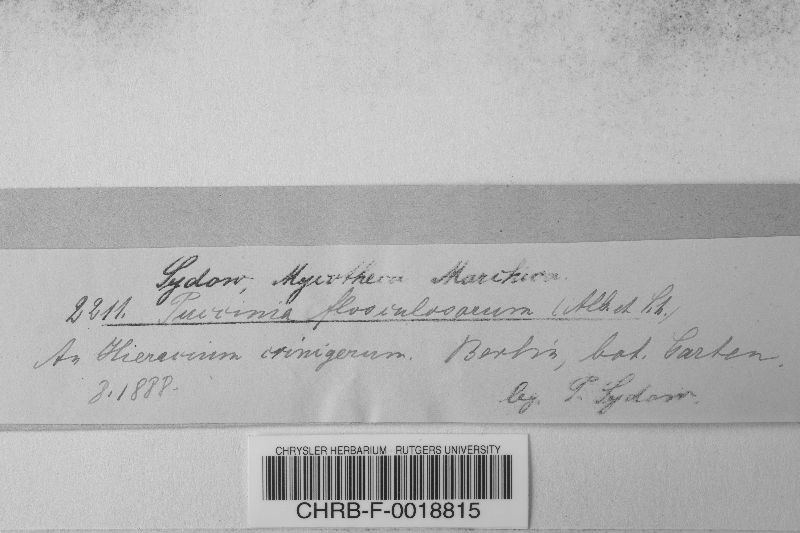 Sydow, Mycotheca Marchica.
2211. Puccinia flosculosorum (Alb. et Sch.)
An Hieracium crinigerum. Berlin, bot. Garten.
8.1888.
leg. P. Sydow.
CHRYSLER HERBARIUM RUTGERS UNIVERSITY
CHRB-F-0018815